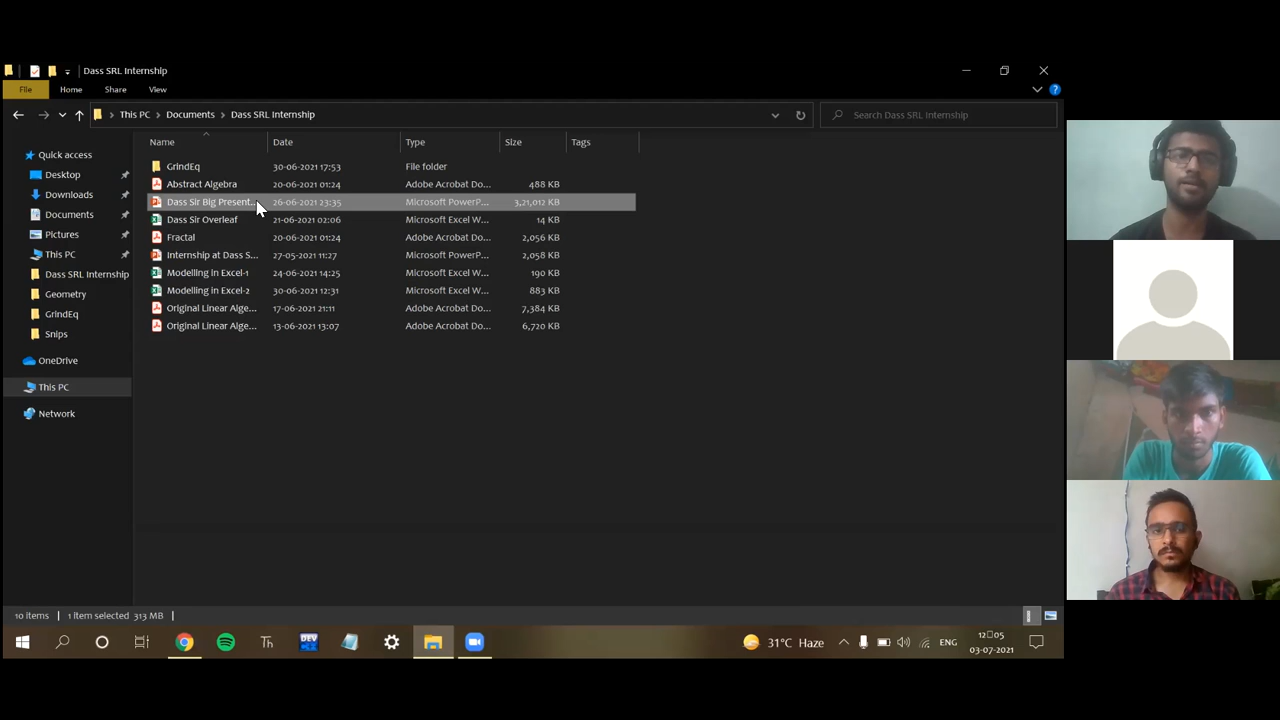 Dass SRL Internship
File Home Share View
This PC Documents Dass SRL Internship
Search Dass SRL Internship
Name Date Type Size Tags
Quick access
Desktop
Downloads
Documents
Pictures
This PC
Dass SRL Internship
Geometry
GrindEq
Snips
OneDrive
This PC
Network
GrindEq 30-06-2021 17:53 File folder
Abstract Algebra 20-06-2021 01:24 Adobe Acrobat Do... 488 KB
Dass Sir Big Present... 26-06-2021 23:35 Microsoft PowerP... 3,21,012 KB
Dass Sir Overleaf 21-06-2021 02:06 Microsoft Excel W... 14 KB
Fractal 20-06-2021 01:24 Adobe Acrobat Do... 2,056 KB
Internship at Dass S... 27-05-2021 11:27 Microsoft PowerP... 2,058 KB
Modelling in Excel-1 24-06-2021 14:25 Microsoft Excel W... 190 KB
Modelling in Excel-2 30-06-2021 12:31 Microsoft Excel W... 883 KB
Original Linear Alge... 17-06-2021 21:11 Adobe Acrobat Do... 7,384 KB
Original Linear Alge... 13-06-2021 13:07 Adobe Acrobat Do... 6,720 KB
10 items 1 item selected 313 MB
Th DEV 31°C Haze ENG
12□05
03-07-2021